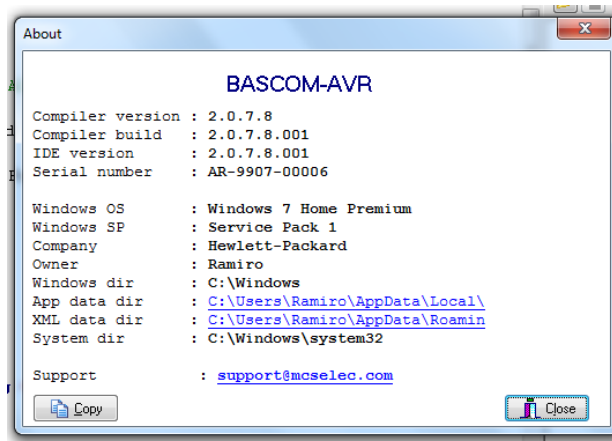 About
BASCOM-AVR
Compiler version : 2.0.7.8
Compiler build : 2.0.7.8.001
IDE version : 2.0.7.8.001
Serial number : AR-9907-00006
Windows OS : Windows 7 Home Premium
Windows SP : Service Pack 1
Company : Hewlett-Packard
Owner : Ramiro
Windows dir : C:\Windows
App data dir : C:\Users\Ramiro\AppData\Local\
XML data dir : C:\Users\Ramiro\AppData\Roamin
System dir : C:\Windows\system32
Support : support@mcselec.com
Copy
Close